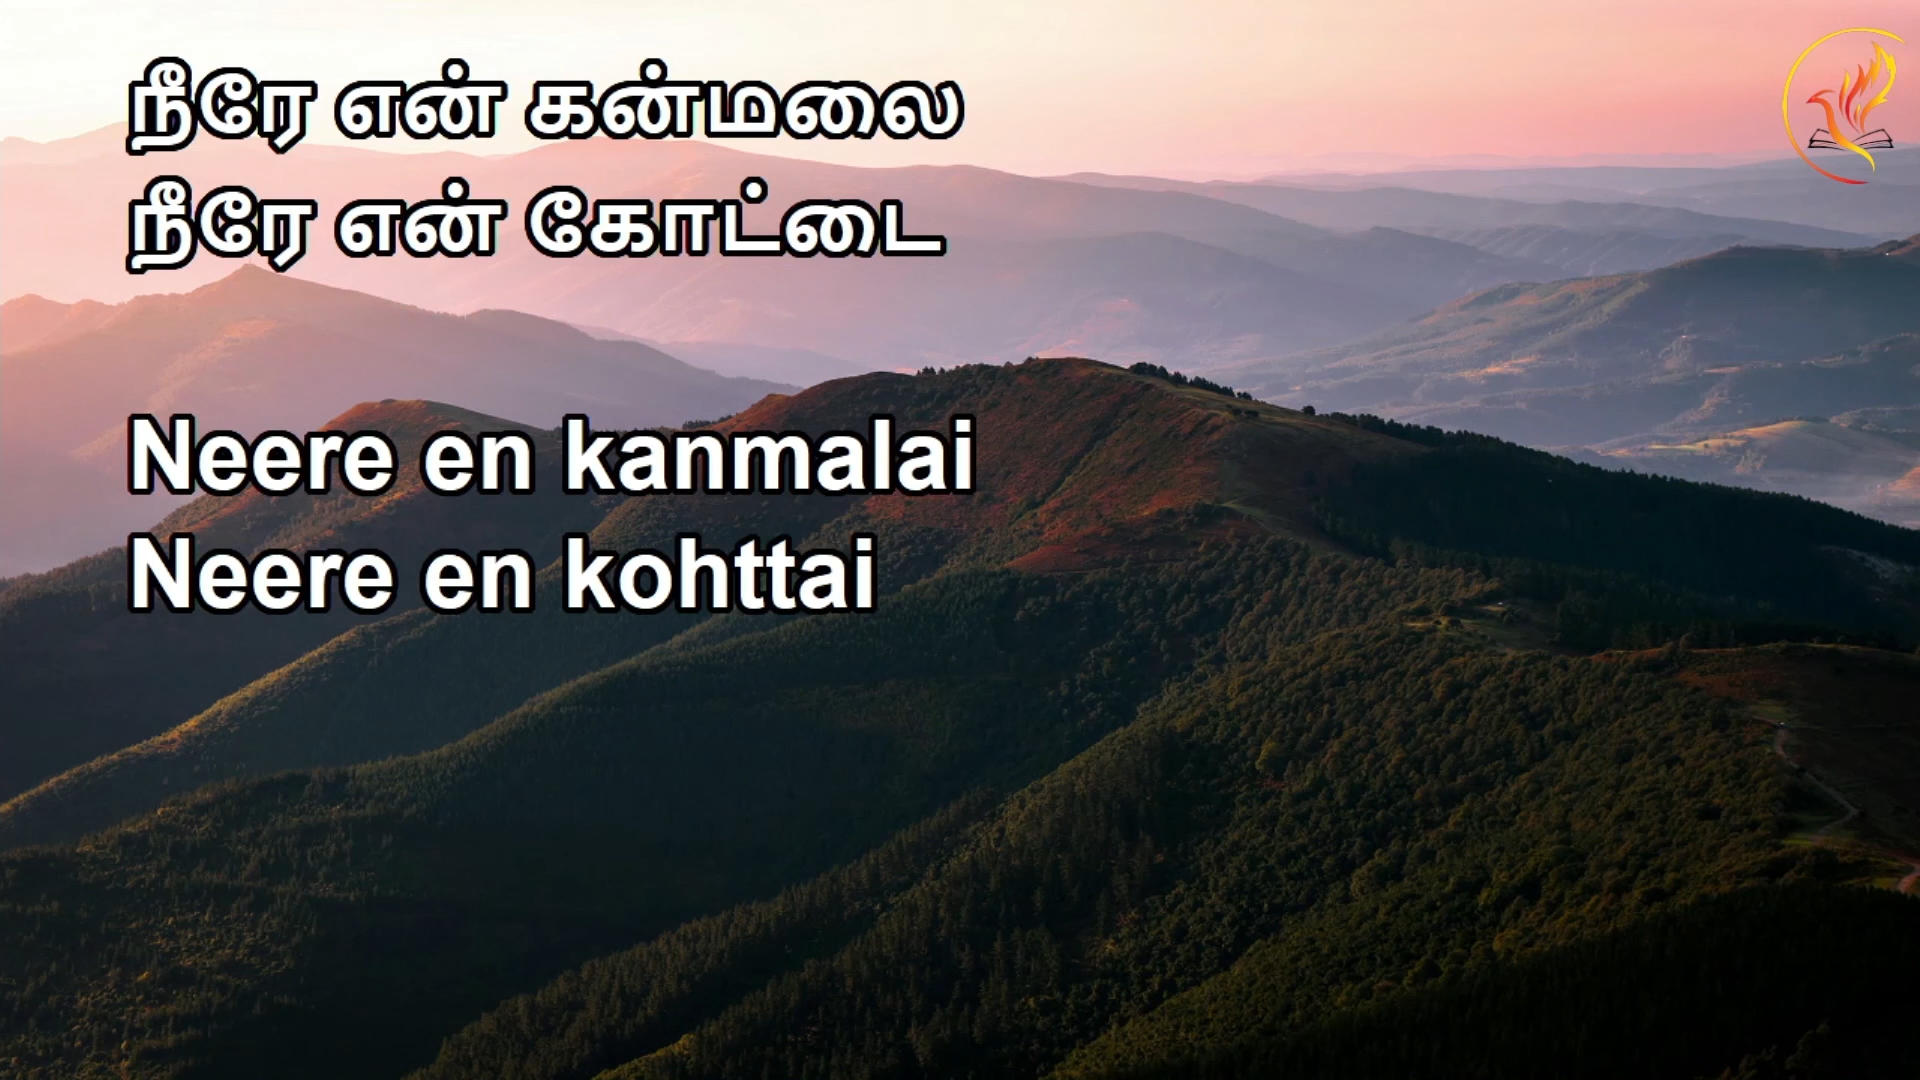 நீரே என் கன்மலை
நீரே என் கோட்டை
Neere en kanmalai
Neere en kohttai